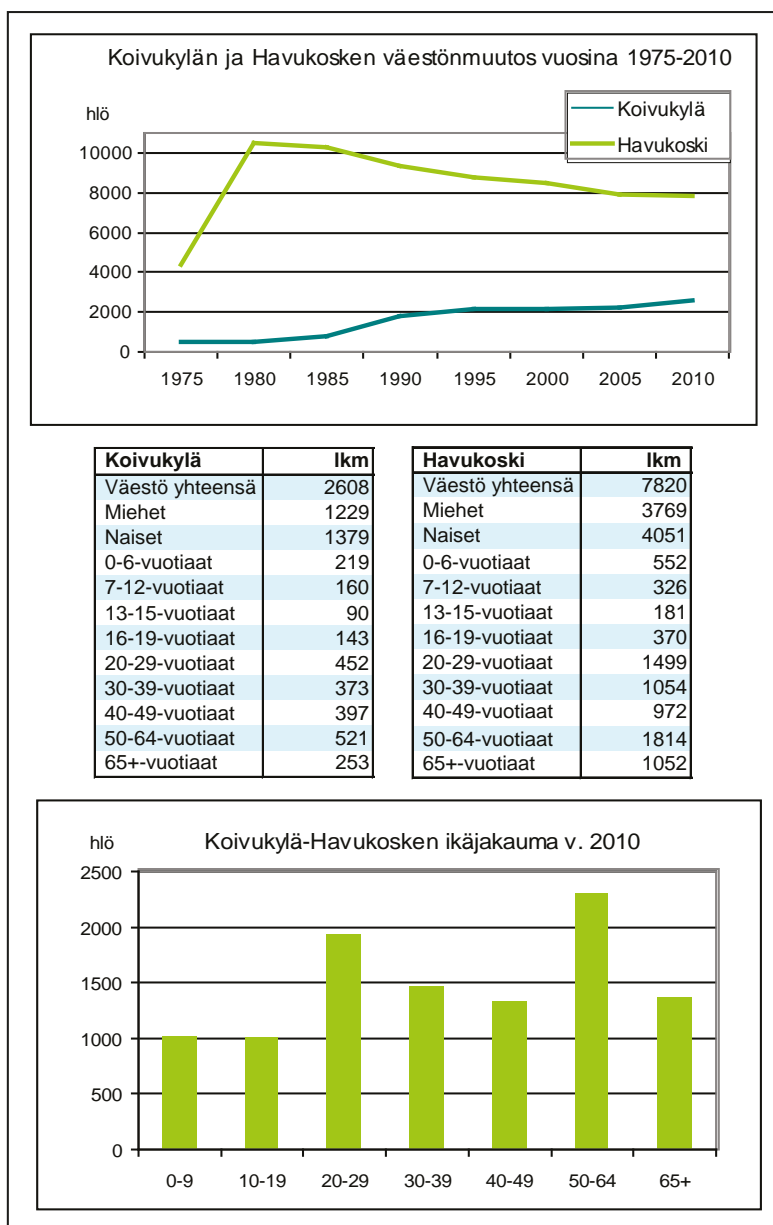 Koivukylän ja Havukosken väestönmuutos vuosina 1975-2010
hlö
Koivukylä
Havukoski
10000
8000
6000
4000
2000
0
1975 1980 1985 1990 1995 2000 2005 2010
Koivukylä lkm
Väestö yhteensä 2608
Miehet 1229
Naiset 1379
0-6-vuotiaat 219
7-12-vuotiaat 160
13-15-vuotiaat 90
16-19-vuotiaat 143
20-29-vuotiaat 452
30-39-vuotiaat 373
40-49-vuotiaat 397
50-64-vuotiaat 521
65+-vuotiaat 253
Havukoski lkm
Väestö yhteensä 7820
Miehet 3769
Naiset 4051
0-6-vuotiaat 552
7-12-vuotiaat 326
13-15-vuotiaat 181
16-19-vuotiaat 370
20-29-vuotiaat 1499
30-39-vuotiaat 1054
40-49-vuotiaat 972
50-64-vuotiaat 1814
65+-vuotiaat 1052
hlö Koivukylä-Havukosken ikäjakauma v. 2010
2500
2000
1500
1000
500
0
0-9 10-19 20-29 30-39 40-49 50-64 65+